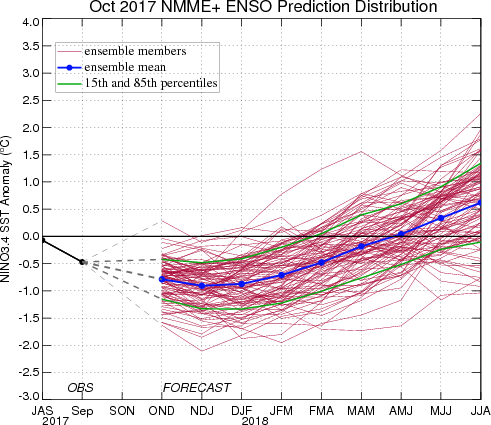 Oct 2017 NMME+ ENSO Prediction Distribution
4.0
3.5
3.0
2.5
2.0
1.5
1.0
0.5
0.0
-0.5
-1.0
-1.5
-2.0
-2.5
-3.0
NINO3.4 SST Anomaly (°C)
ensemble members
ensemble mean
15th and 85th percentiles
OBS FORECAST
JAS Sep SON OND NDJ DJF JFM FMA MAM AMJ MJJ JJA
2017 2018